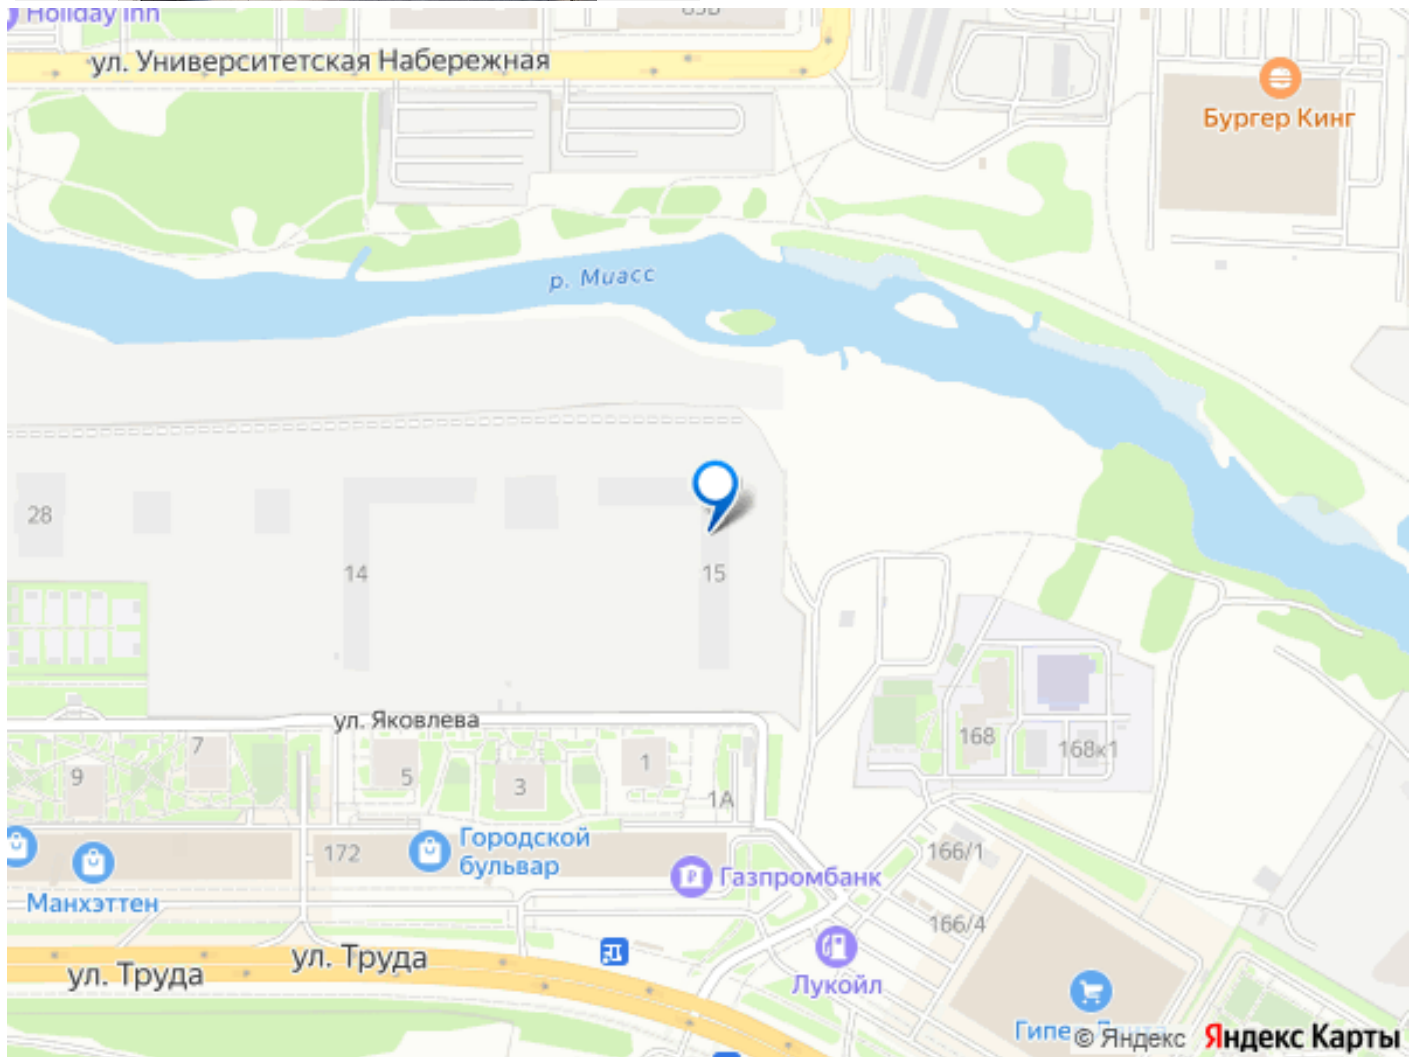 Holiday Inn
ул. Университетская Набережная
Бургер Кинг
р. Миасс
28
14
15
ул. Яковлева
7
9
5
3
1
1А
168
168к1
172
Городской
бульвар
Манхэттен
Газпромбанк
166/1
166/4
ул. Труда
ул. Труда
Лукойл
© Яндекс
Яндекс Карты